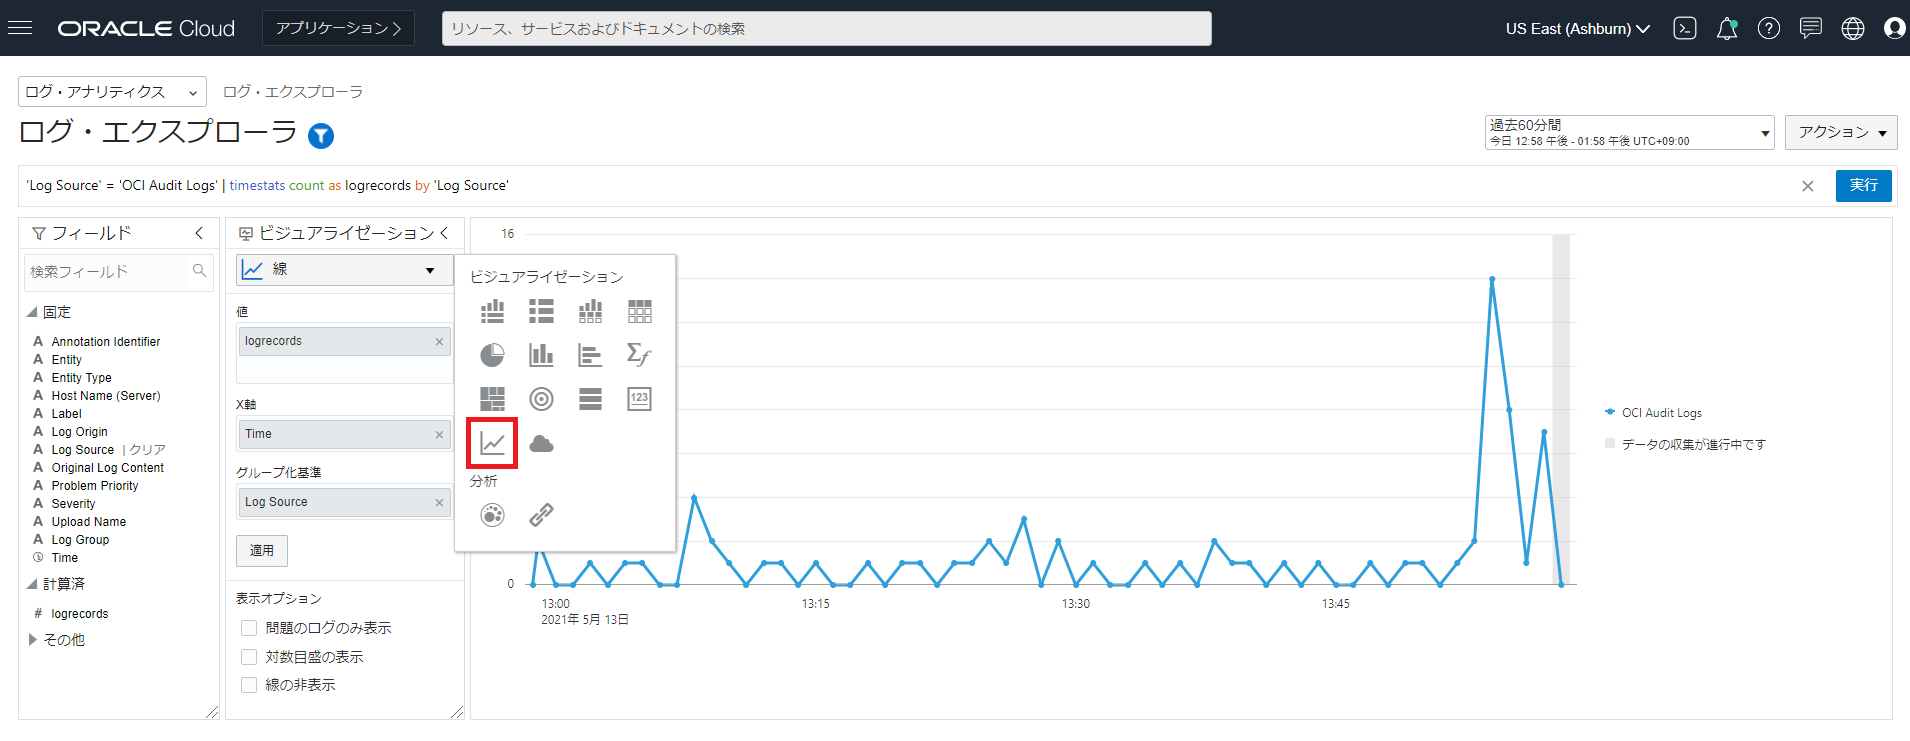 ORACLE Cloud
アプリケーション
リソース、サービスおよびドキュメントの検索
US East (Ashburn)
ログ・アナリティクス
ログ・エクスプローラ
ログ・エクスプローラ
過去60分間
今日 12:58 午後 - 01:58 午後 UTC+09:00
アクション
'Log Source' = 'OCI Audit Logs' | timestats count as logrecords by 'Log Source'
実行
フィールド
検索フィールド
固定
Annotation Identifier
Entity
Entity Type
Host Name (Server)
Label
Log Origin
Log Source | クリア
Original Log Content
Problem Priority
Severity
Upload Name
Log Group
Time
計算済
# logrecords
その他
ビジュアライゼーション
線
値
logrecords
X軸
Time
グループ化基準
Log Source
適用
表示オプション
問題のログのみ表示
対数目盛の表示
線の非表示
ビジュアライゼーション
123
分析
16
0
13:00
13:15
13:30
13:45
2021年 5月 13日
OCI Audit Logs
データの収集が進行中です